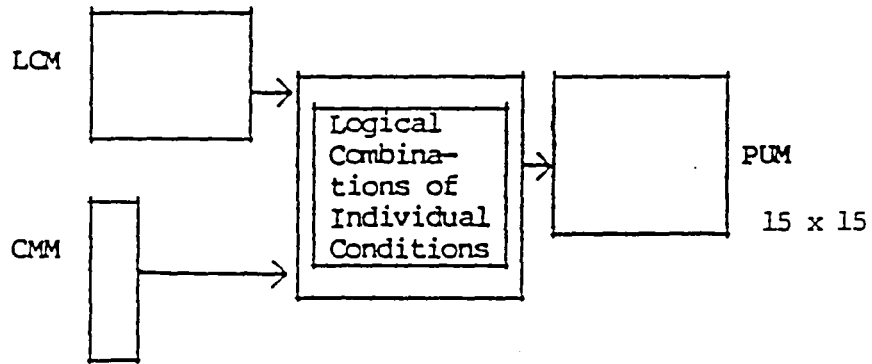 LCM
Logical
Combina-
tions of
Individual
Conditions
PUM
15 x 15
CMM